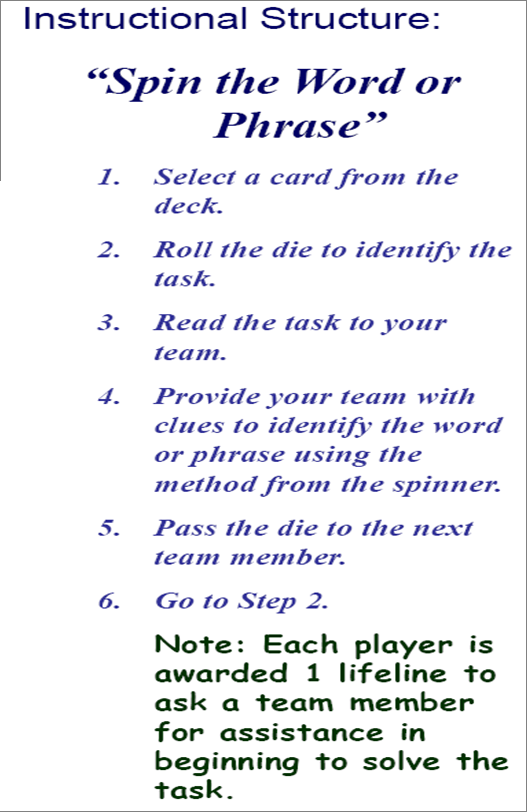 Instructional Structure:
“Spin the Word or
Phrase”
1. Select a card from the
deck.
2. Roll the die to identify the
task.
3. Read the task to your
team.
4. Provide your team with
clues to identify the word
or phrase using the
method from the spinner.
5. Pass the die to the next
team member.
6. Go to Step 2.
Note: Each player is
awarded 1 lifeline to
ask a team member
for assistance in
beginning to solve the
task.